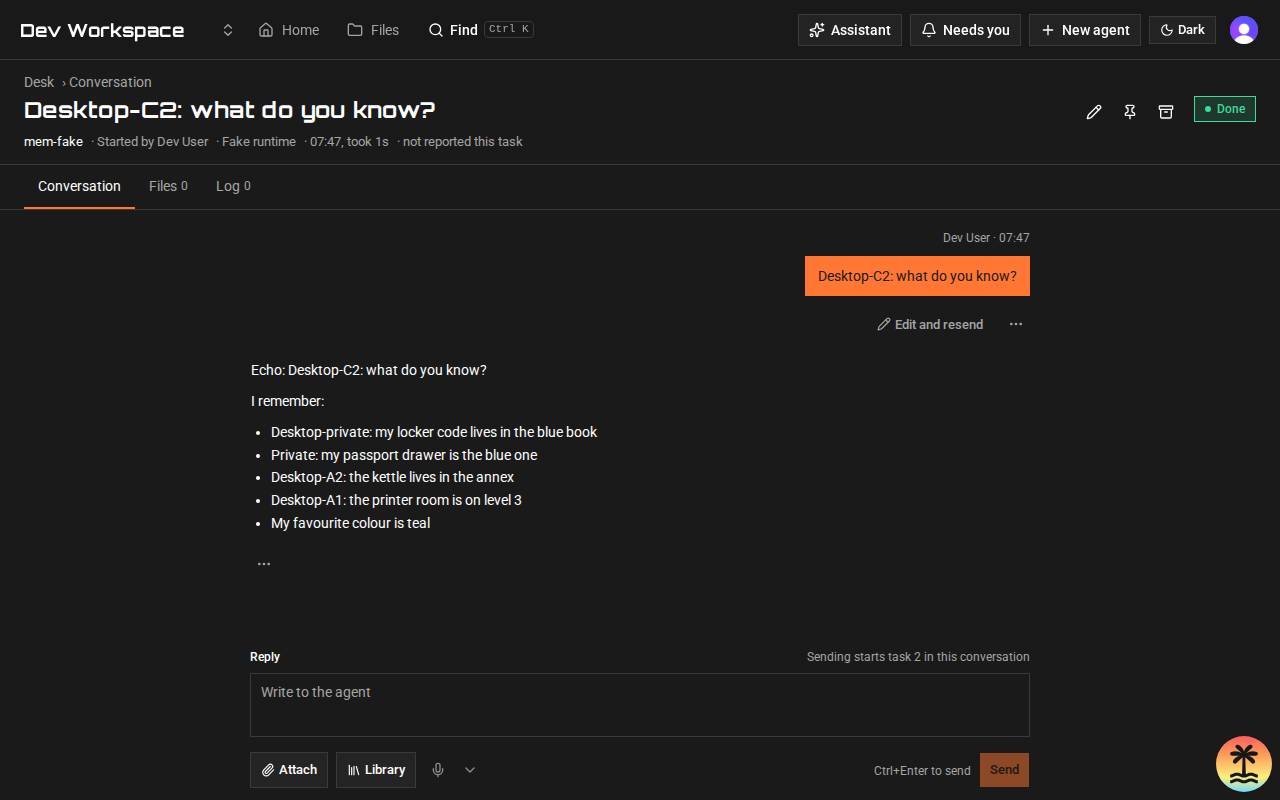 Dev Workspace
Home
Files
Find Ctrl K
Assistant
Needs you
New agent
Dark
Desk › Conversation
Desktop-C2: what do you know?
Done
mem-fake · Started by Dev User · Fake runtime · 07:47, took 1s · not reported this task
Conversation
Files 0
Log 0
Dev User · 07:47
Desktop-C2: what do you know?
Edit and resend
Echo: Desktop-C2: what do you know?
I remember:
• Desktop-private: my locker code lives in the blue book
• Private: my passport drawer is the blue one
• Desktop-A2: the kettle lives in the annex
• Desktop-A1: the printer room is on level 3
• My favourite colour is teal
Reply
Sending starts task 2 in this conversation
Write to the agent
Attach
Library
Ctrl+Enter to send
Send